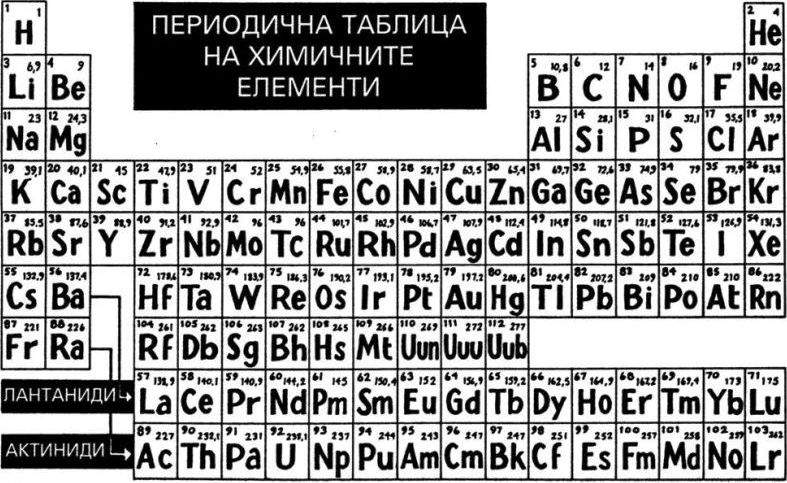 1
H
ПЕРИОДИЧНА ТАБЛИЦА
НА ХИМИЧНИТЕ
ЕЛЕМЕНТИ
2 4
He
3 6,9 4 9 5 10,8 6 12 7 14 8 16 9 19 10 20,2
Li Be B C N O F Ne
11 23 12 24,3 13 27 14 28,1 15 31 16 32,1 17 35,5 18 39,9
Na Mg Al Si P S Cl Ar
19 39,1 20 40,1 21 45 22 47,9 23 51 24 52 25 54,9 26 55,8 27 58,9 28 58,7 29 63,5 30 65,4 31 69,7 32 72,6 33 74,9 34 79 35 79,9 36 83,8
K Ca Sc Ti V Cr Mn Fe Co Ni Cu Zn Ga Ge As Se Br Kr
37 85,5 38 87,6 39 88,9 40 91,2 41 92,9 42 96 43 96 44 101,7 45 102,9 46 106,7 47 107,9 48 112,4 49 114,8 50 118,7 51 121,8 52 127,6 53 126,9 54 131,3
Rb Sr Y Zr Nb Mo Tc Ru Rh Pd Ag Cd In Sn Sb Te I Xe
55 132,9 56 137,4 72 178,6 73 180,9 74 183,9 75 186,3 76 190,2 77 193,1 78 195,2 79 197,2 80 200,6 81 204,4 82 207,2 83 209 84 210 85 210 86 222
Cs Ba Hf Ta W Re Os Ir Pt Au Hg Tl Pb Bi Po At Rn
87 221 88 226 104 261 105 262 106 263 107 262 108 265 109 266 110 269 111 272 112 277
Fr Ra Rf Db Sg Bh Hs Mt Uun Uuu Uub
57 138,9 58 140,1 59 140,9 60 144,2 61 145 62 150,4 63 152 64 156,9 65 159,2 66 162,5 67 164,9 68 167,2 69 169,4 70 173 71 175
ЛАНТАНИДИ La Ce Pr Nd Pm Sm Eu Gd Tb Dy Ho Er Tm Yb Lu
89 227 90 232,1 91 231 92 238,1 93 237 94 244 95 243 96 247 97 247 98 251 99 252 100 257 101 258 102 259 103 262
АКТИНИДИ Ac Th Pa U Np Pu Am Cm Bk Cf Es Fm Md No Lr